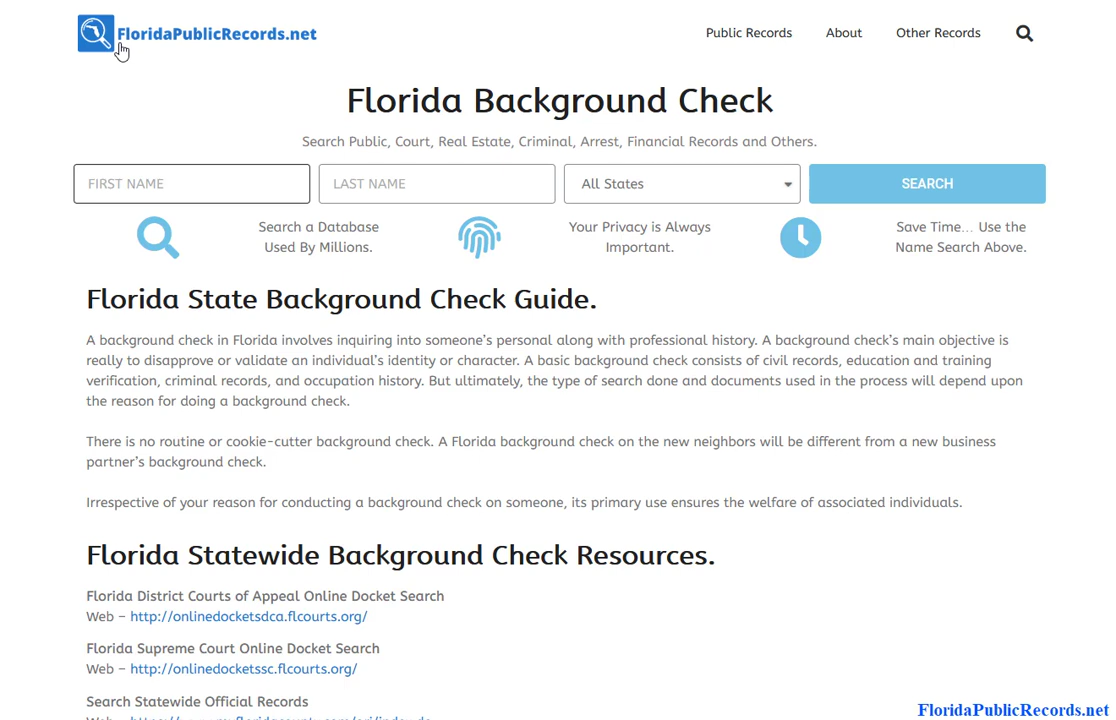 FloridaPublicRecords.net
Public Records
About
Other Records
Florida Background Check
Search Public, Court, Real Estate, Criminal, Arrest, Financial Records and Others.
FIRST NAME
LAST NAME
All States
SEARCH
Search a Database
Used By Millions.
Your Privacy is Always
Important.
Save Time... Use the
Name Search Above.
Florida State Background Check Guide.
A background check in Florida involves inquiring into someone's personal along with professional history. A background check's main objective is
really to disapprove or validate an individual's identity or character. A basic background check consists of civil records, education and training
verification, criminal records, and occupation history. But ultimately, the type of search done and documents used in the process will depend upon
the reason for doing a background check.
There is no routine or cookie-cutter background check. A Florida background check on the new neighbors will be different from a new business
partner's background check.
Irrespective of your reason for conducting a background check on someone, its primary use ensures the welfare of associated individuals.
Florida Statewide Background Check Resources.
Florida District Courts of Appeal Online Docket Search
Web – http://onlinedocketsdca.flcourts.org/
Florida Supreme Court Online Docket Search
Web – http://onlinedocketssc.flcourts.org/
Search Statewide Official Records
FloridaPublicRecords.net